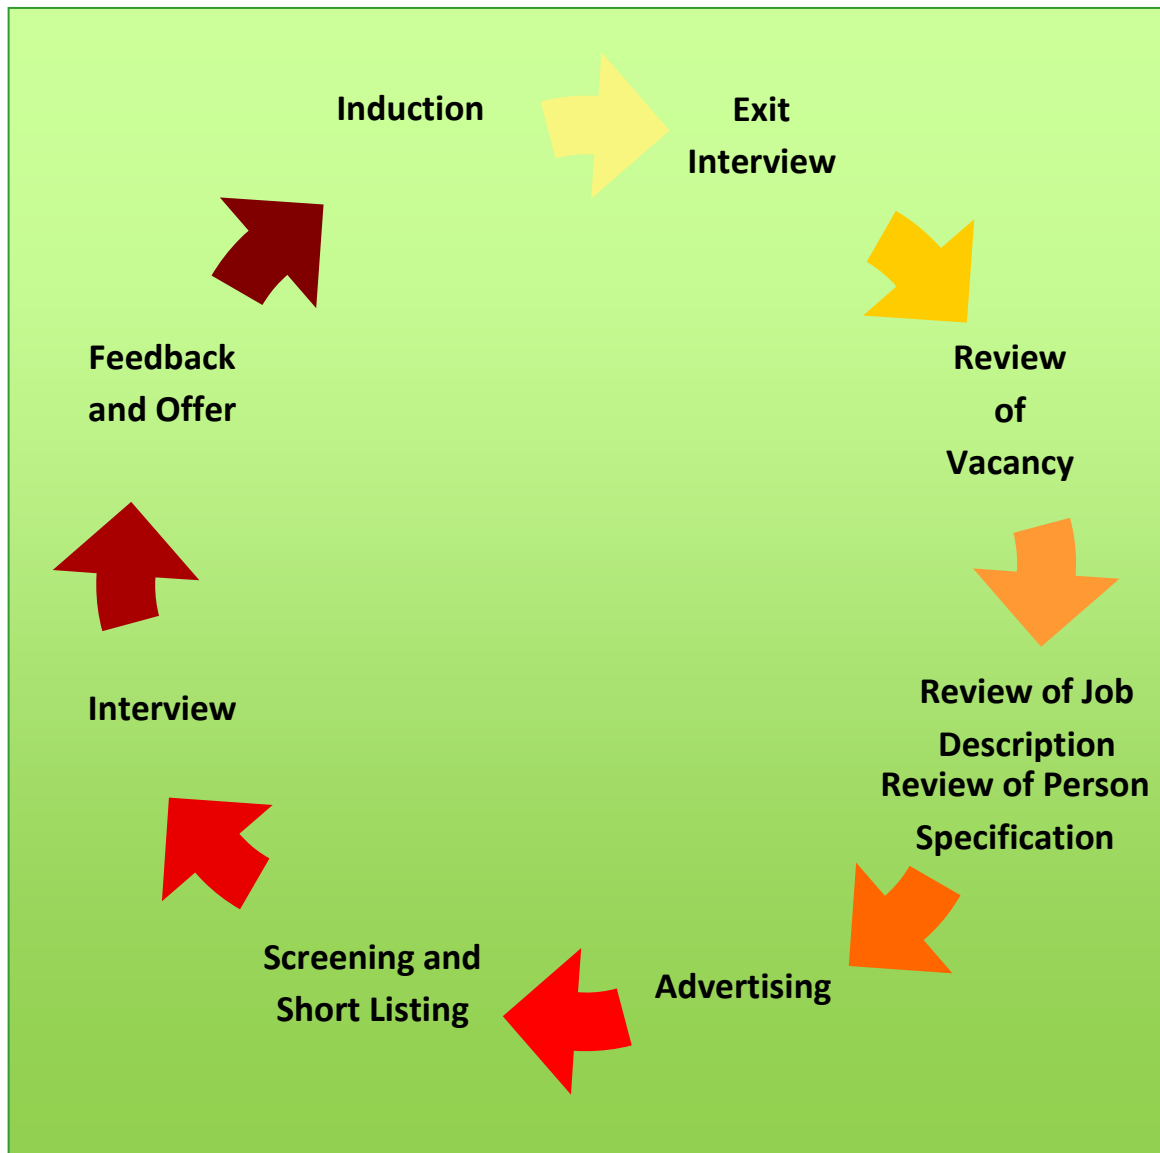 Induction
Exit
Interview
Review
of
Vacancy
Review of Job
Description
Review of Person
Specification
Advertising
Screening and
Short Listing
Interview
Feedback
and Offer